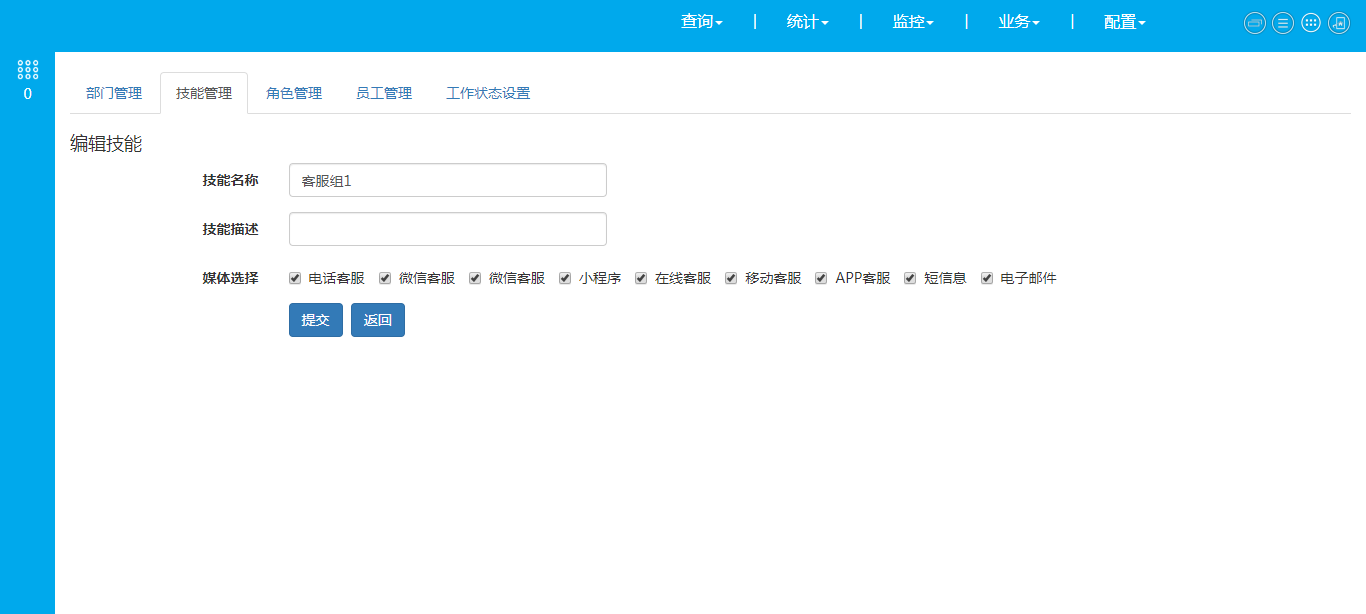 查询 | 统计 | 监控 | 业务 | 配置
0
部门管理 技能管理 角色管理 员工管理 工作状态设置
编辑技能
技能名称 客服组1
技能描述
媒体选择 电话客服 微信客服 微信客服 小程序 在线客服 移动客服 APP客服 短信息 电子邮件
提交 返回